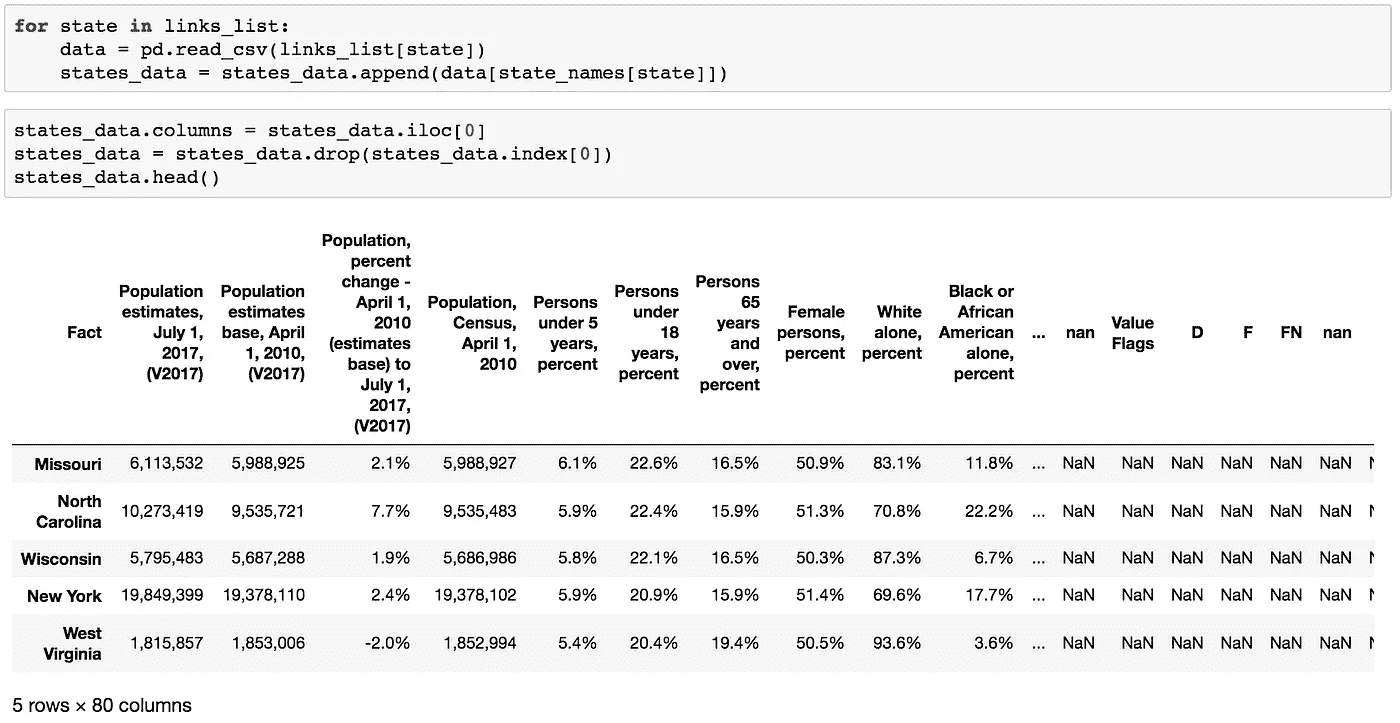 for state in links_list:
    data = pd.read_csv(links_list[state])
    states_data = states_data.append(data[state_names[state]])
states_data.columns = states_data.iloc[0]
states_data = states_data.drop(states_data.index[0])
states_data.head()
Fact Population estimates, July 1, 2017, (V2017) Population estimates base, April 1, 2010, (V2017) Population, percent change - April 1, 2010 (estimates base) to July 1, 2017, (V2017) Population, Census, April 1, 2010 Persons under 5 years, percent Persons under 18 years, percent Persons 65 years and over, percent Female persons, percent White alone, percent Black or African American alone, percent ... nan Value Flags D F FN nan
Missouri 6,113,532 5,988,925 2.1% 5,988,927 6.1% 22.6% 16.5% 50.9% 83.1% 11.8% ... NaN NaN NaN NaN NaN NaN
North Carolina 10,273,419 9,535,721 7.7% 9,535,483 5.9% 22.4% 15.9% 51.3% 70.8% 22.2% ... NaN NaN NaN NaN NaN NaN
Wisconsin 5,795,483 5,687,288 1.9% 5,686,986 5.8% 22.1% 16.5% 50.3% 87.3% 6.7% ... NaN NaN NaN NaN NaN NaN
New York 19,849,399 19,378,110 2.4% 19,378,102 5.9% 20.9% 15.9% 51.4% 69.6% 17.7% ... NaN NaN NaN NaN NaN NaN
West Virginia 1,815,857 1,853,006 -2.0% 1,852,994 5.4% 20.4% 19.4% 50.5% 93.6% 3.6% ... NaN NaN NaN NaN NaN NaN
5 rows × 80 columns